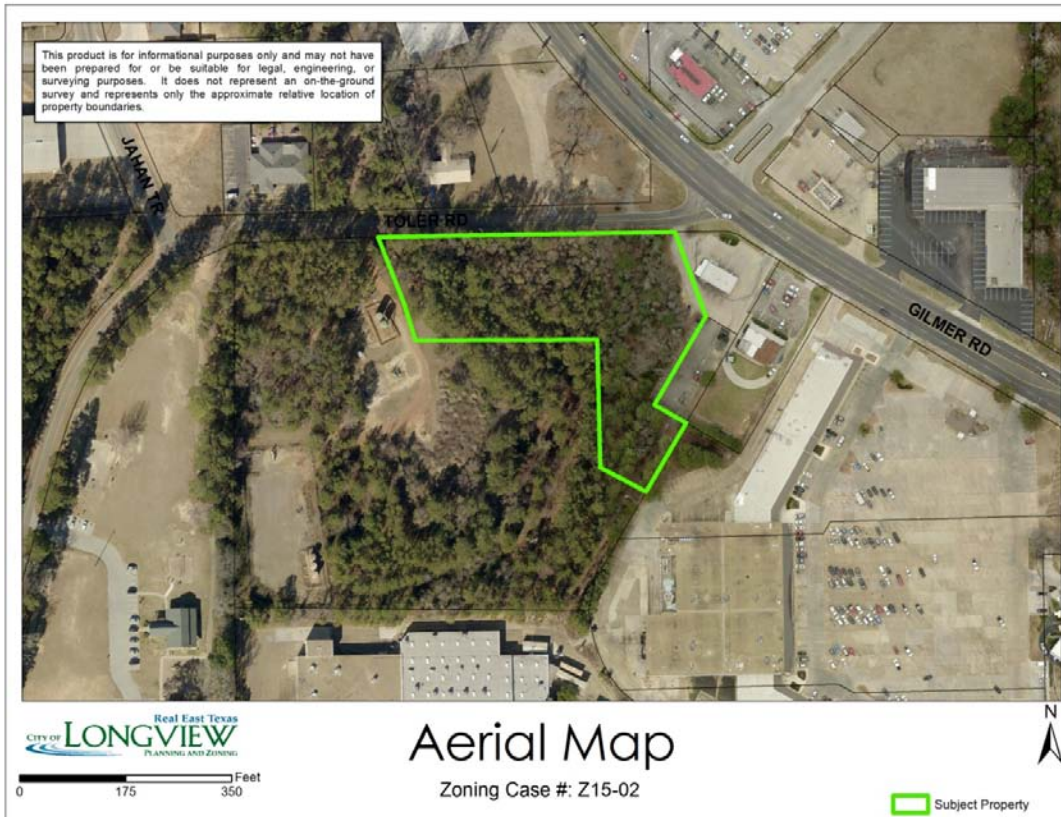 This product is for informational purposes only and may not have
been prepared for or be suitable for legal, engineering, or
surveying purposes. It does not represent an on-the-ground
survey and represents only the approximate relative location of
property boundaries.
JAHAN TR
TOLER RD
GILMER RD
Real East Texas
CITY OF LONGVIEW
PLANNING AND ZONING
Feet
0 175 350
Aerial Map
Zoning Case #: Z15-02
N
Subject Property